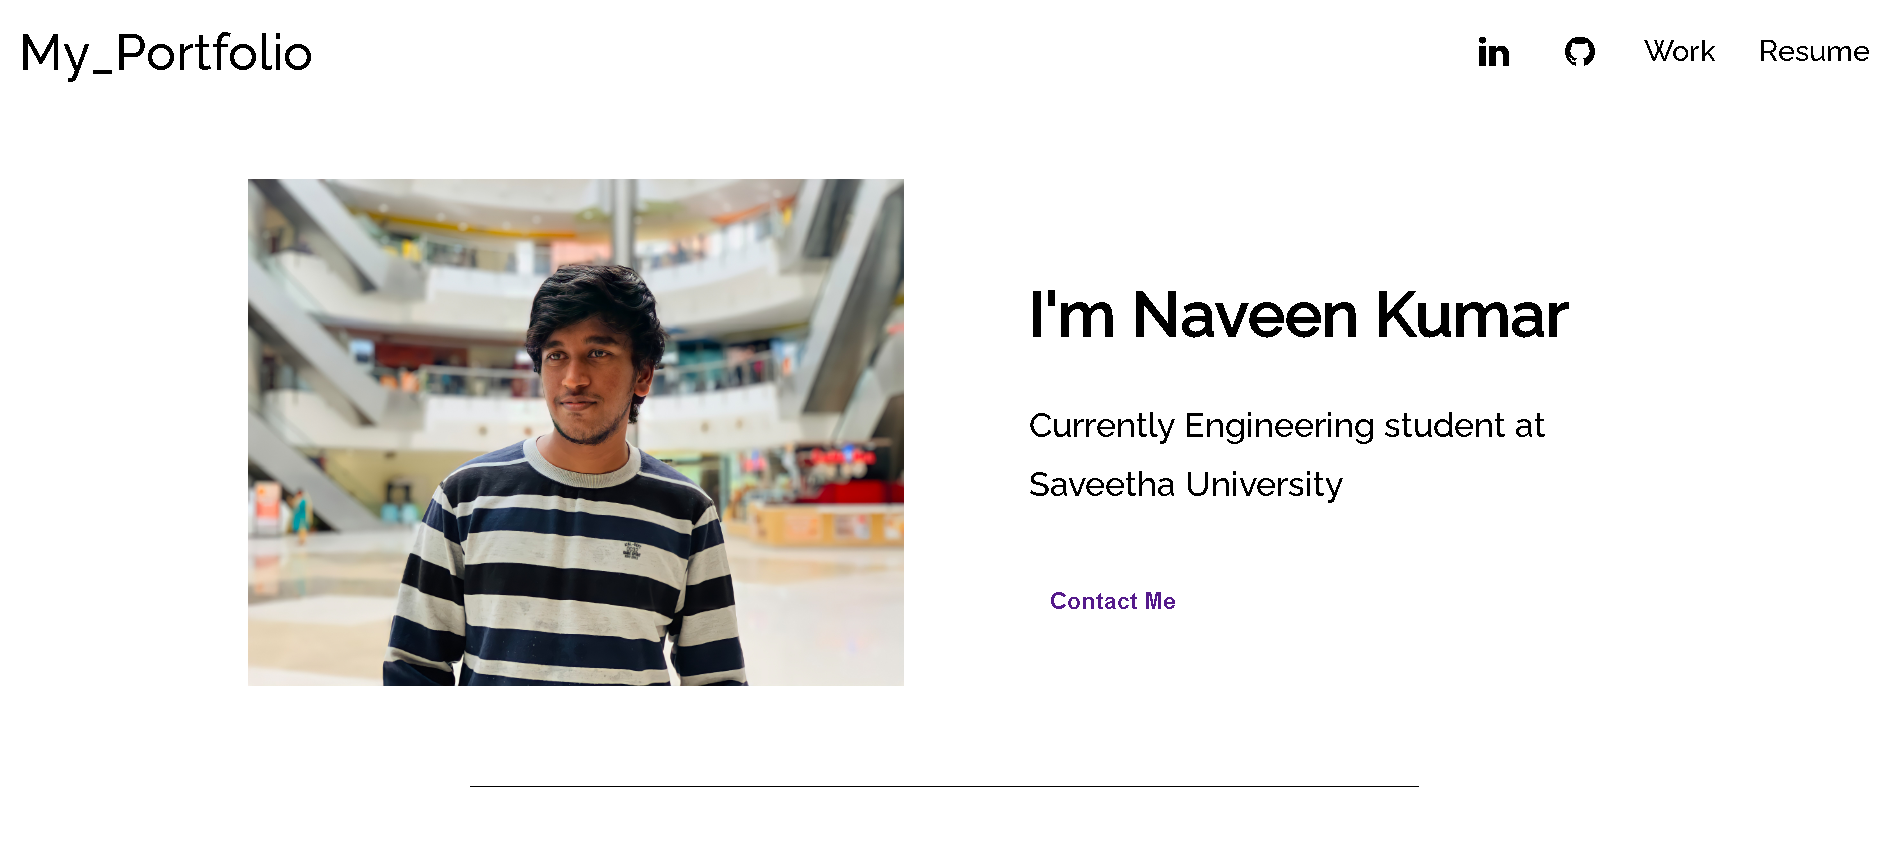 My_Portfolio
in
Work
Resume
I'm Naveen Kumar
Currently Engineering student at
Saveetha University
Contact Me